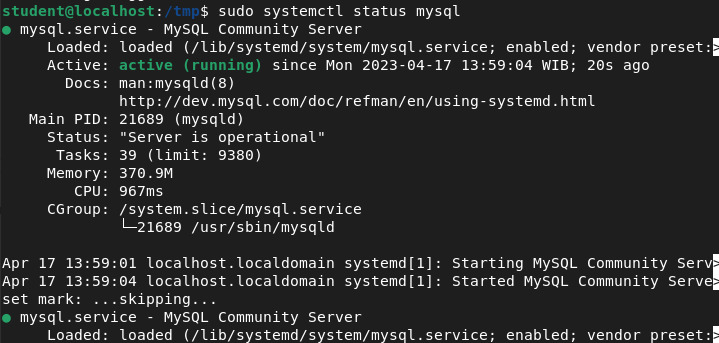 student@localhost:/tmp$ sudo systemctl status mysql
● mysql.service - MySQL Community Server
     Loaded: loaded (/lib/systemd/system/mysql.service; enabled; vendor preset:>
     Active: active (running) since Mon 2023-04-17 13:59:04 WIB; 20s ago
       Docs: man:mysqld(8)
             http://dev.mysql.com/doc/refman/en/using-systemd.html
   Main PID: 21689 (mysqld)
     Status: "Server is operational"
      Tasks: 39 (limit: 9380)
     Memory: 370.9M
        CPU: 967ms
     CGroup: /system.slice/mysql.service
             └─21689 /usr/sbin/mysqld

Apr 17 13:59:01 localhost.localdomain systemd[1]: Starting MySQL Community Serv>
Apr 17 13:59:04 localhost.localdomain systemd[1]: Started MySQL Community Serve>
set mark: ...skipping...
● mysql.service - MySQL Community Server
     Loaded: loaded (/lib/systemd/system/mysql.service; enabled; vendor preset:>